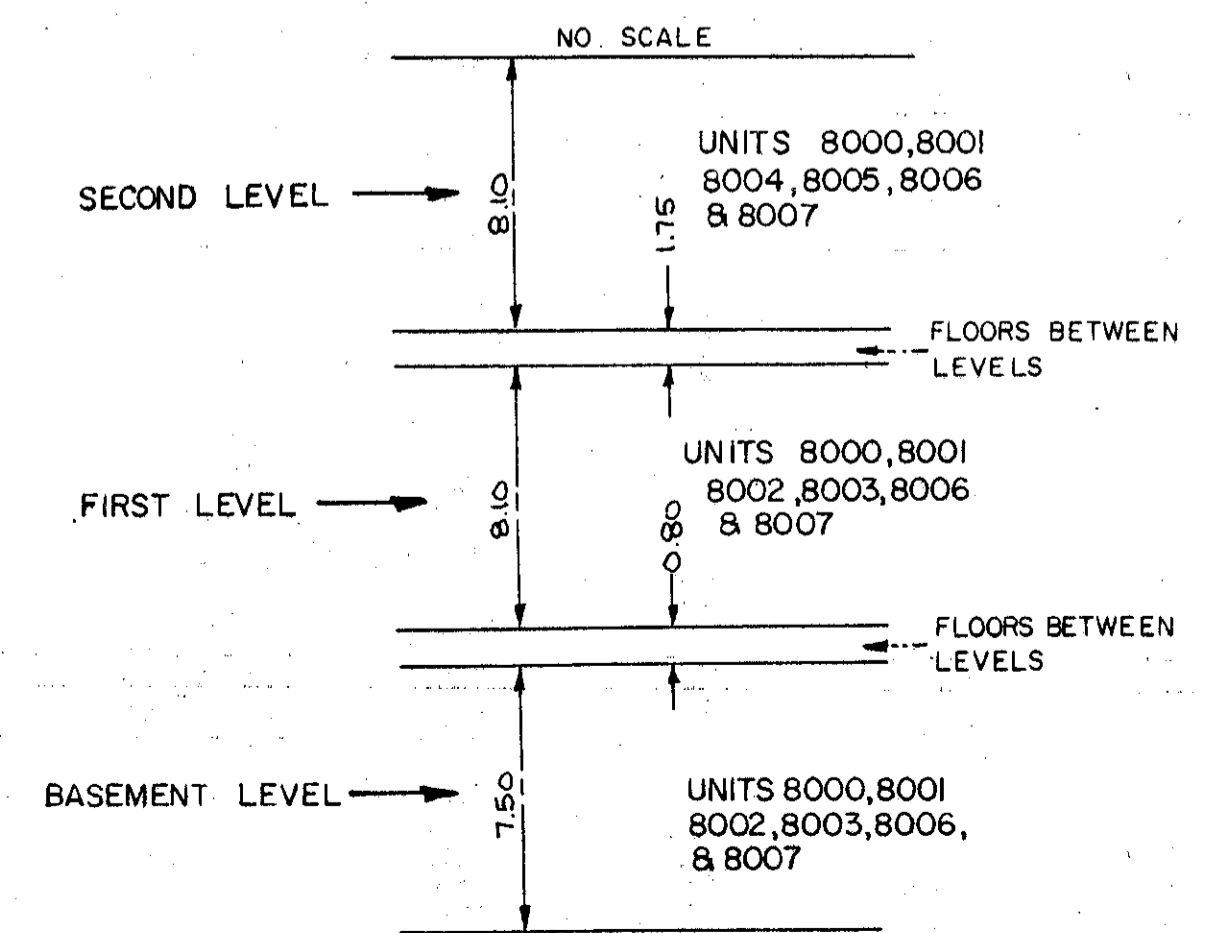 NO. SCALE
UNITS 8000,8001
8004,8005,8006
& 8007
SECOND LEVEL
8.10
1.75
FLOORS BETWEEN
LEVELS
UNITS 8000,8001
8002,8003,8006
& 8007
FIRST LEVEL
8.10
0.80
FLOORS BETWEEN
LEVELS
BASEMENT LEVEL
7.50
UNITS 8000,8001
8002,8003,8006,
& 8007